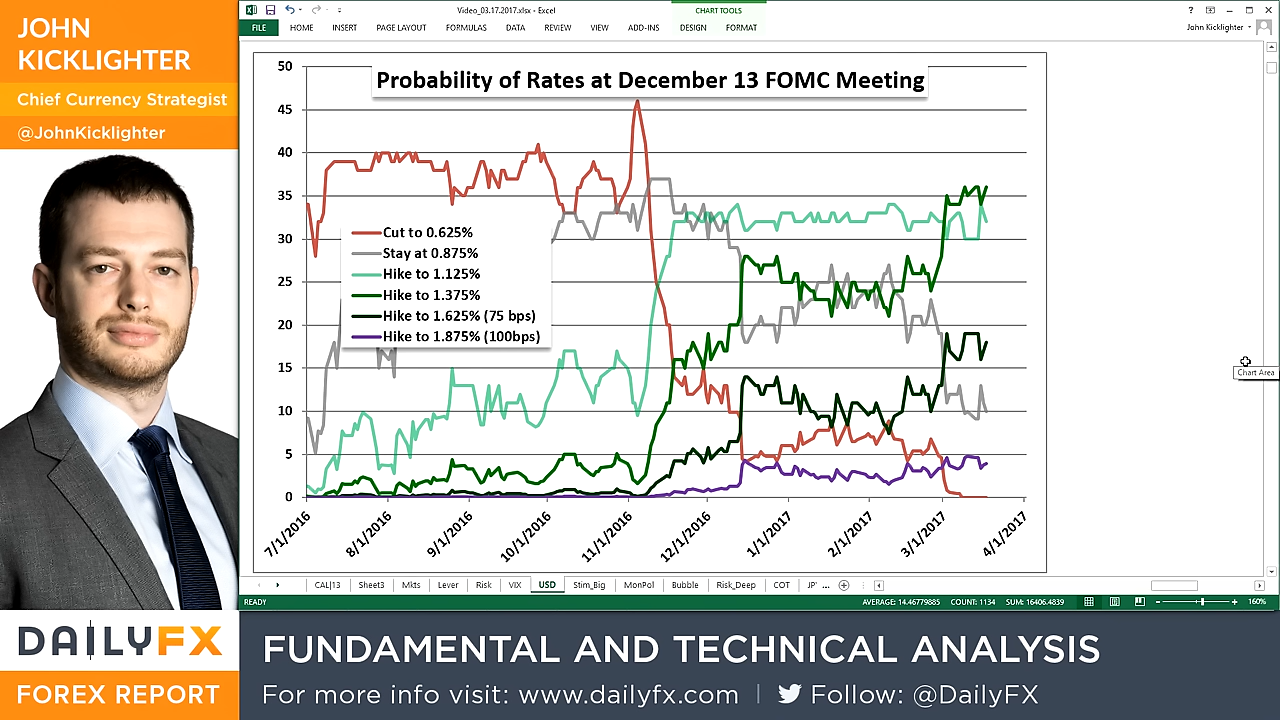 JOHN
KICKLIGHTER
Chief Currency Strategist
@JohnKicklighter
Video_03.17.2017.xlsx - Excel
CHART TOOLS
?
FILE HOME INSERT PAGE LAYOUT FORMULAS DATA REVIEW VIEW ADD-INS DESIGN FORMAT
John Kicklighter
Probability of Rates at December 13 FOMC Meeting
50
45
40
35
30
25
20
15
10
5
0
Cut to 0.625%
Stay at 0.875%
Hike to 1.125%
Hike to 1.375%
Hike to 1.625% (75 bps)
Hike to 1.875% (100bps)
7/1/2016 8/1/2016 9/1/2016 10/1/2016 11/1/2016 12/1/2016 1/1/2017 2/1/2017 3/1/2017 4/1/2017
Chart Area
CAL|13 Sheet3 Mkts Lever Risk VIX USD Stim_Big MonPol Bubble Risk_Deep COT JP' ...
READY
AVERAGE: 14.46779885 COUNT: 1134 SUM: 16406.4839
160%
DAILYFX
FOREX REPORT
FUNDAMENTAL AND TECHNICAL ANALYSIS
For more info visit: www.dailyfx.com | Follow: @DailyFX